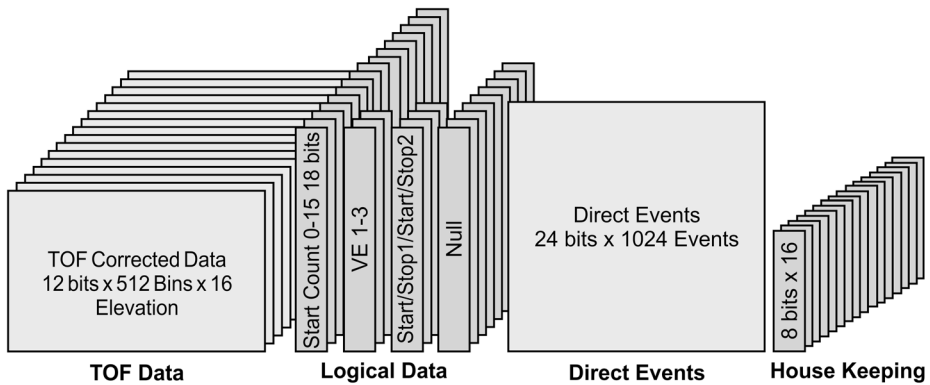 TOF Corrected Data
12 bits x 512 Bins x 16
Elevation
Start Count 0-15 18 bits
VE 1-3
Start/Stop1/Start/Stop2
Null
Direct Events
24 bits x 1024 Events
8 bits x 16
TOF Data
Logical Data
Direct Events
House Keeping